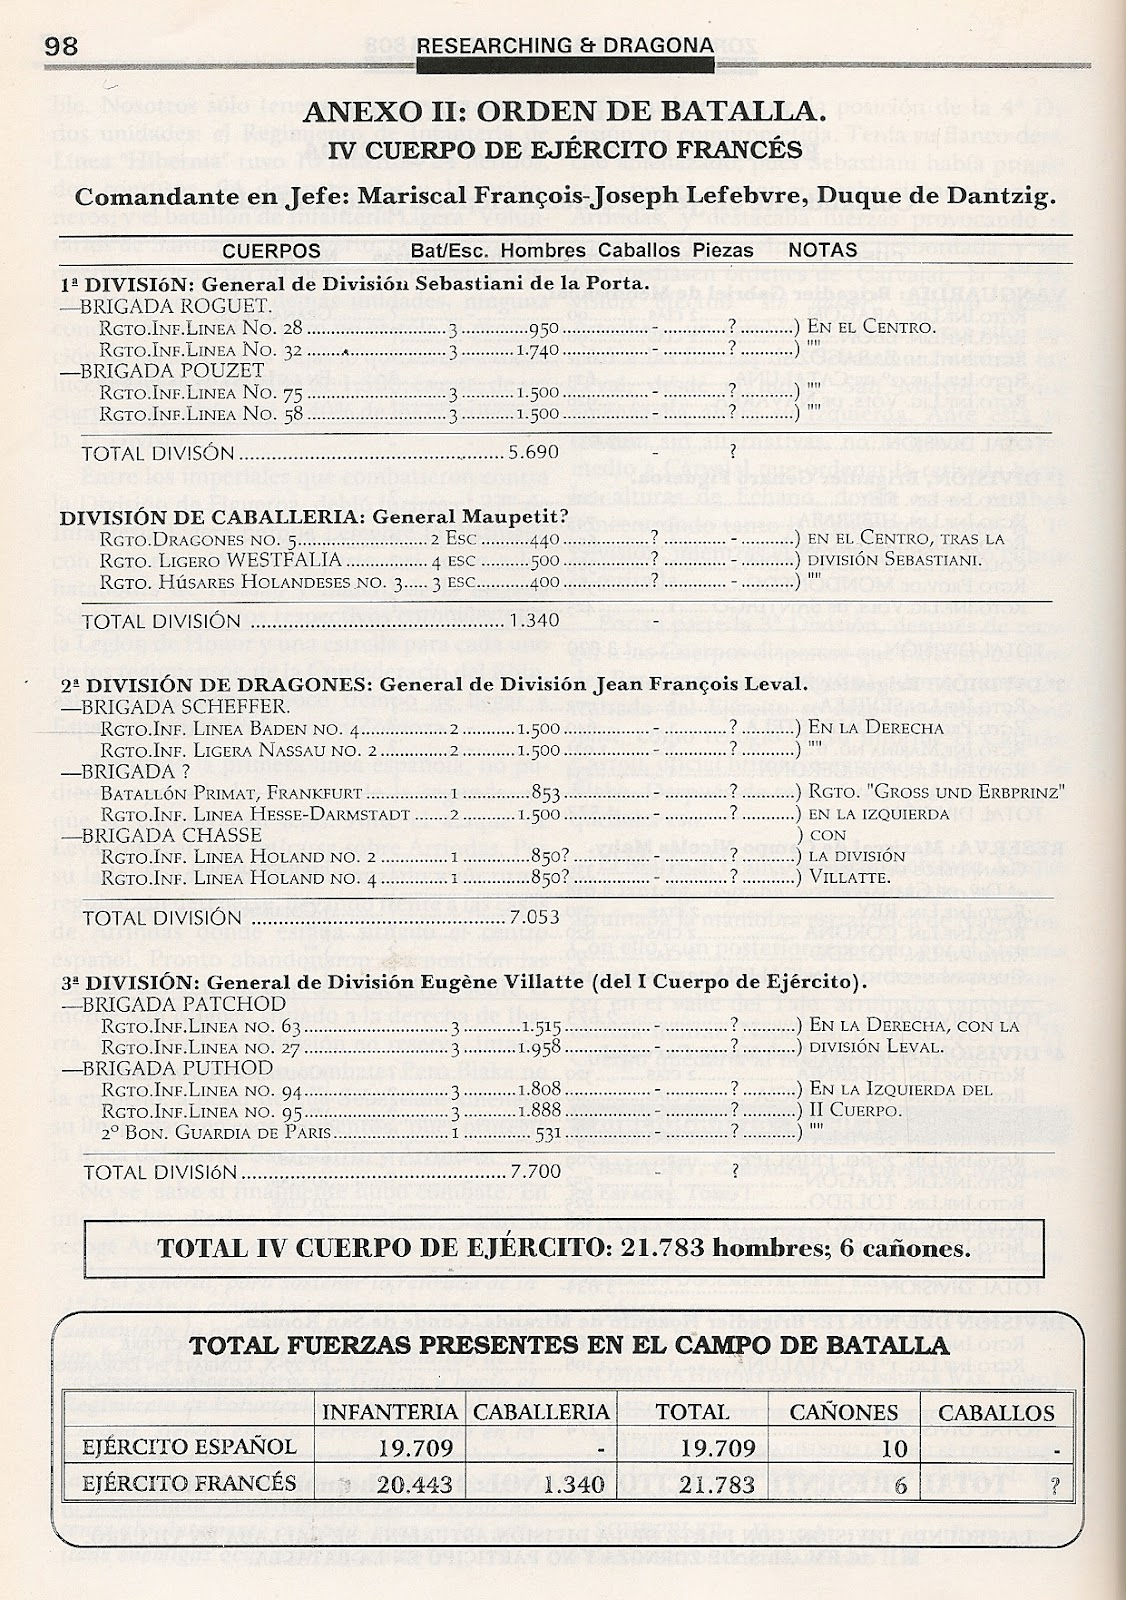 98
RESEARCHING & DRAGONA
ANEXO II: ORDEN DE BATALLA.
IV CUERPO DE EJÉRCITO FRANCÉS
Comandante en Jefe: Mariscal François-Joseph Lefebvre, Duque de Dantzig.
CUERPOS Bat/Esc. Hombres Caballos Piezas NOTAS
1ª DIVISIóN: General de División Sebastiani de la Porta.
—BRIGADA ROGUET.
RGTO.INF.LINEA NO. 28 3 950 - ? ) EN EL CENTRO.
RGTO.INF.LINEA NO. 32 3 1.740 - ? ) ""
—BRIGADA POUZET
RGTO.INF.LINEA NO. 75 3 1.500 - ? ) ""
RGTO.INF.LINEA NO. 58 3 1.500 - ? ) ""
TOTAL DIVISÓN 5.690 - ?
DIVISIÓN DE CABALLERIA: General Maupetit?
RGTO.DRAGONES NO. 5 2 ESC 440 ? - ) EN EL CENTRO, TRAS LA
RGTO. LIGERO WESTFALIA 4 ESC 500 ? - ) DIVISIÓN SEBASTIANI.
RGTO. HÚSARES HOLANDESES NO. 3 3 ESC 400 ? - ) ""
TOTAL DIVISIÓN 1.340 -
2ª DIVISIÓN DE DRAGONES: General de División Jean François Leval.
—BRIGADA SCHEFFER.
RGTO.INF. LINEA BADEN NO. 4 2 1.500 - ? ) EN LA DERECHA
RGTO.INF. LIGERA NASSAU NO. 2 2 1.500 - ? ) ""
—BRIGADA ?
BATALLÓN PRIMAT, FRANKFURT 1 853 - ? ) RGTO. "GROSS UND ERBPRINZ"
RGTO.INF. LINEA HESSE-DARMSTADT 2 1.500 - ? ) EN LA IZQUIERDA
—BRIGADA CHASSE ) CON
RGTO.INF. LINEA HOLAND NO. 2 1 850? - ? ) LA DIVISIÓN
RGTO.INF. LINEA HOLAND NO. 4 1 850? - ? ) VILLATTE.
TOTAL DIVISIÓN 7.053
3ª DIVISIÓN: General de División Eugène Villatte (del I Cuerpo de Ejército).
—BRIGADA PATCHOD
RGTO.INF.LINEA NO. 63 3 1.515 - ? ) EN LA DERECHA, CON LA
RGTO.INF.LINEA NO. 27 3 1.958 - ? ) DIVISIÓN LEVAL.
—BRIGADA PUTHOD
RGTO.INF.LINEA NO. 94 3 1.808 - ? ) EN LA IZQUIERDA DEL
RGTO.INF.LINEA NO. 95 3 1.888 - ? ) II CUERPO.
2º BON. GUARDIA DE PARIS 1 531 - ? ) ""
TOTAL DIVISIóN 7.700 - ?
TOTAL IV CUERPO DE EJÉRCITO: 21.783 hombres; 6 cañones.
TOTAL FUERZAS PRESENTES EN EL CAMPO DE BATALLA
INFANTERIA CABALLERIA TOTAL CAÑONES CABALLOS
EJÉRCITO ESPAÑOL 19.709 - 19.709 10 -
EJÉRCITO FRANCÉS 20.443 1.340 21.783 6 ?